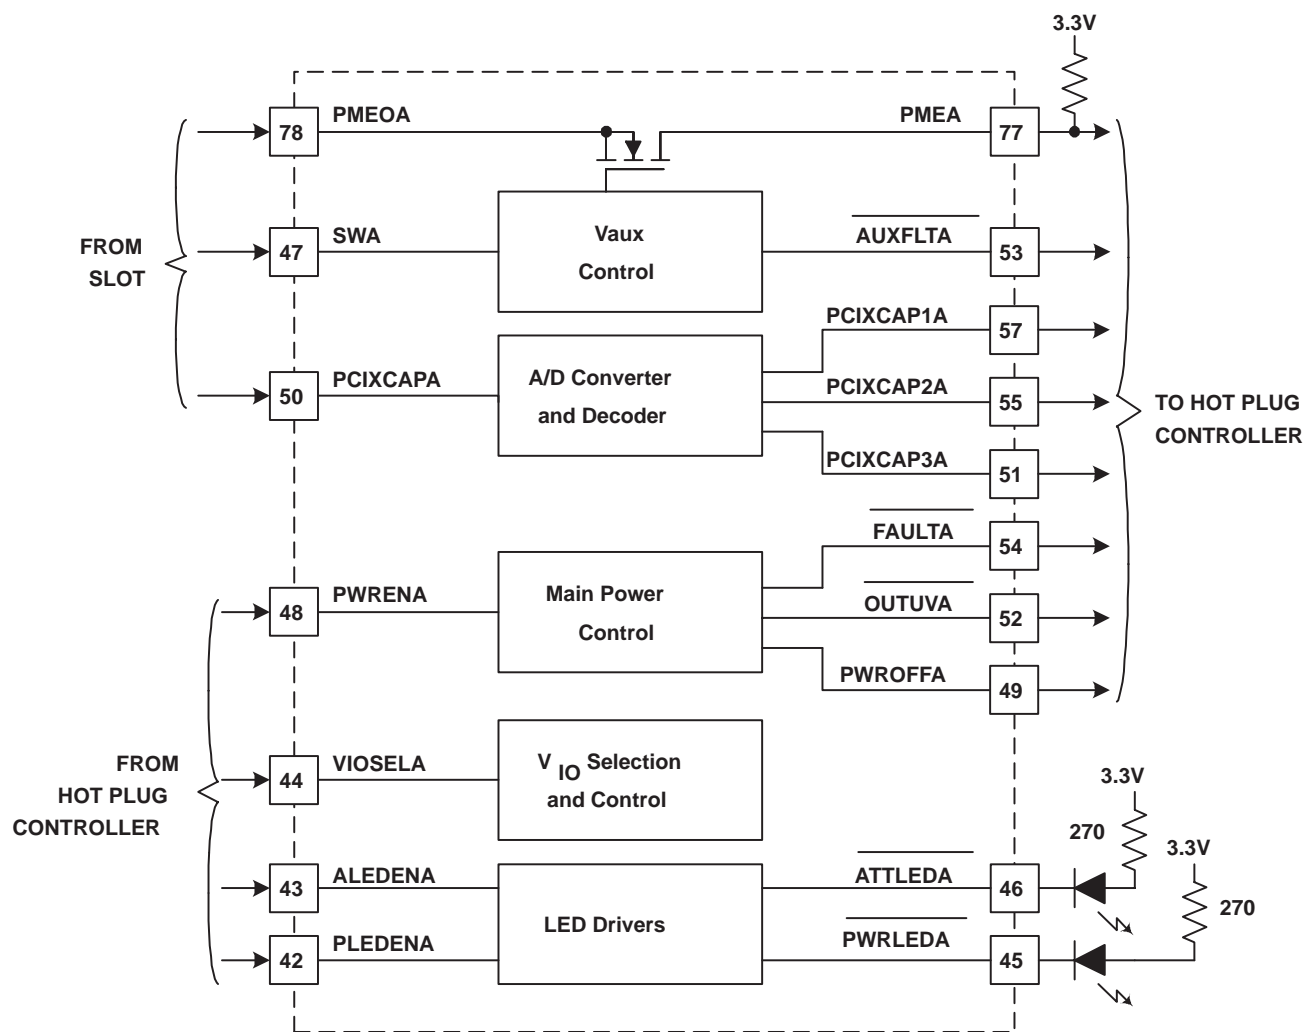 3.3V
78
PMEOA
PMEA
77
FROM
SLOT
47
SWA
Vaux
Control
AUXFLTA
53
50
PCIXCAPA
A/D Converter
and Decoder
PCIXCAP1A
57
PCIXCAP2A
55
PCIXCAP3A
51
TO HOT PLUG
CONTROLLER
48
PWRENA
Main Power
Control
FAULTA
54
OUTUVA
52
PWROFFA
49
FROM
HOT PLUG
CONTROLLER
44
VIOSELA
V IO Selection
and Control
43
ALEDENA
42
PLEDENA
LED Drivers
ATTLEDA
46
PWRLEDA
45
3.3V
270
3.3V
270